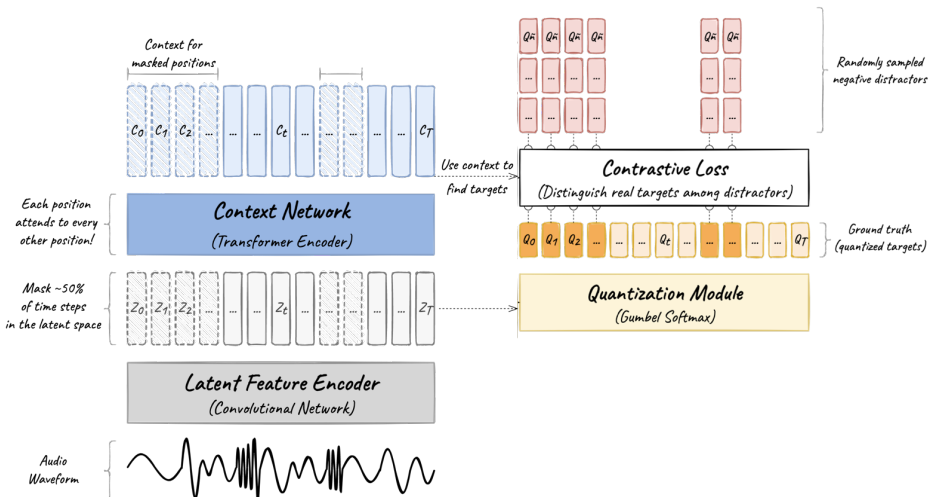 Context for
masked positions
C0 C1 C2 ... ... ... Ct ... ... ... ... ... CT
Each position
attends to every
other position!
Context Network
(Transformer Encoder)
Mask ~50%
of time steps
in the latent space
Z0 Z1 Z2 ... ... ... Zt ... ... ... ... ... ZT
Latent Feature Encoder
(Convolutional Network)
Audio
Waveform
Use context to
find targets
Qñ Qñ Qñ Qñ Qñ Qñ
... ... ... ... ... ...
... ... ... ... ... ...
Randomly sampled
negative distractors
Contrastive Loss
(Distinguish real targets among distractors)
Q0 Q1 Q2 ... ... ... Qt ... ... ... ... ... QT
Ground truth
(quantized targets)
Quantization Module
(Gumbel Softmax)